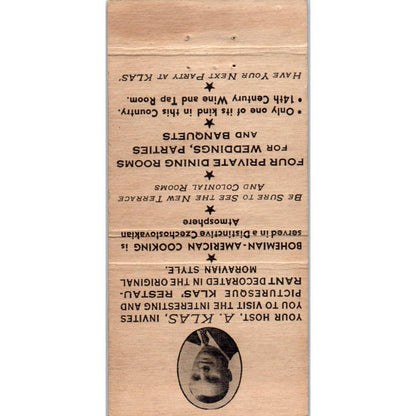 YOUR HOST, A. KLAS, INVITES
YOU TO VISIT THE INTERESTING AND
PICTURESQUE KLAS' RESTAU-
RANT DECORATED IN THE ORIGINAL
MORAVIAN STYLE.
BOHEMIAN-AMERICAN COOKING is
served in a Distinctive Czechoslovakian
Atmosphere
★
BE SURE TO SEE THE NEW TERRACE
AND COLONIAL ROOMS
★
FOUR PRIVATE DINING ROOMS
FOR WEDDINGS, PARTIES
AND BANQUETS
★
• Only one of its kind in this Country.
• 14th Century Wine and Tap Room.
★
HAVE YOUR NEXT PARTY AT KLAS'